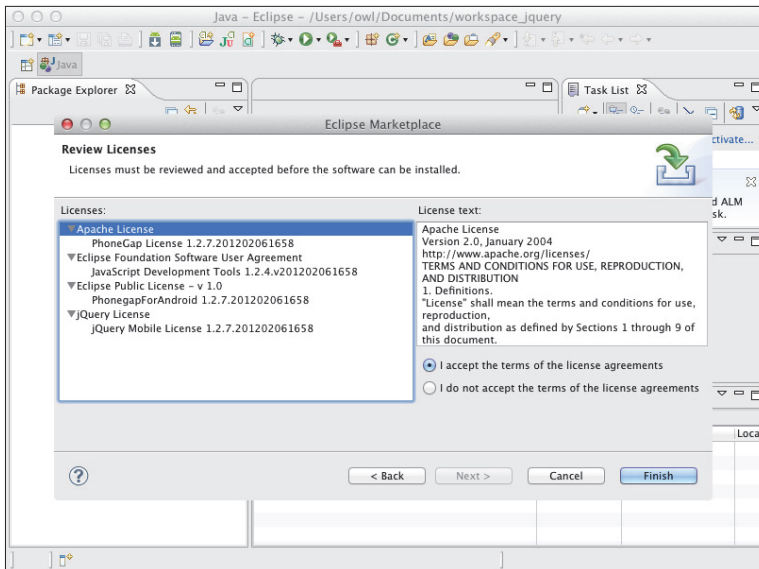 Java – Eclipse – /Users/owl/Documents/workspace_jquery
Java
Package Explorer
Task List
Eclipse Marketplace
ctivate...
Review Licenses
Licenses must be reviewed and accepted before the software can be installed.
d ALM
sk.
Licenses:
Apache License
PhoneGap License 1.2.7.201202061658
Eclipse Foundation Software User Agreement
JavaScript Development Tools 1.2.4.v201202061658
Eclipse Public License – v 1.0
PhonegapForAndroid 1.2.7.201202061658
jQuery License
jQuery Mobile License 1.2.7.201202061658
License text:
Apache License
Version 2.0, January 2004
http://www.apache.org/licenses/
TERMS AND CONDITIONS FOR USE, REPRODUCTION,
AND DISTRIBUTION
1. Definitions.
"License" shall mean the terms and conditions for use,
reproduction,
and distribution as defined by Sections 1 through 9 of
this document.
I accept the terms of the license agreements
I do not accept the terms of the license agreements
Loca
?
< Back
Next >
Cancel
Finish